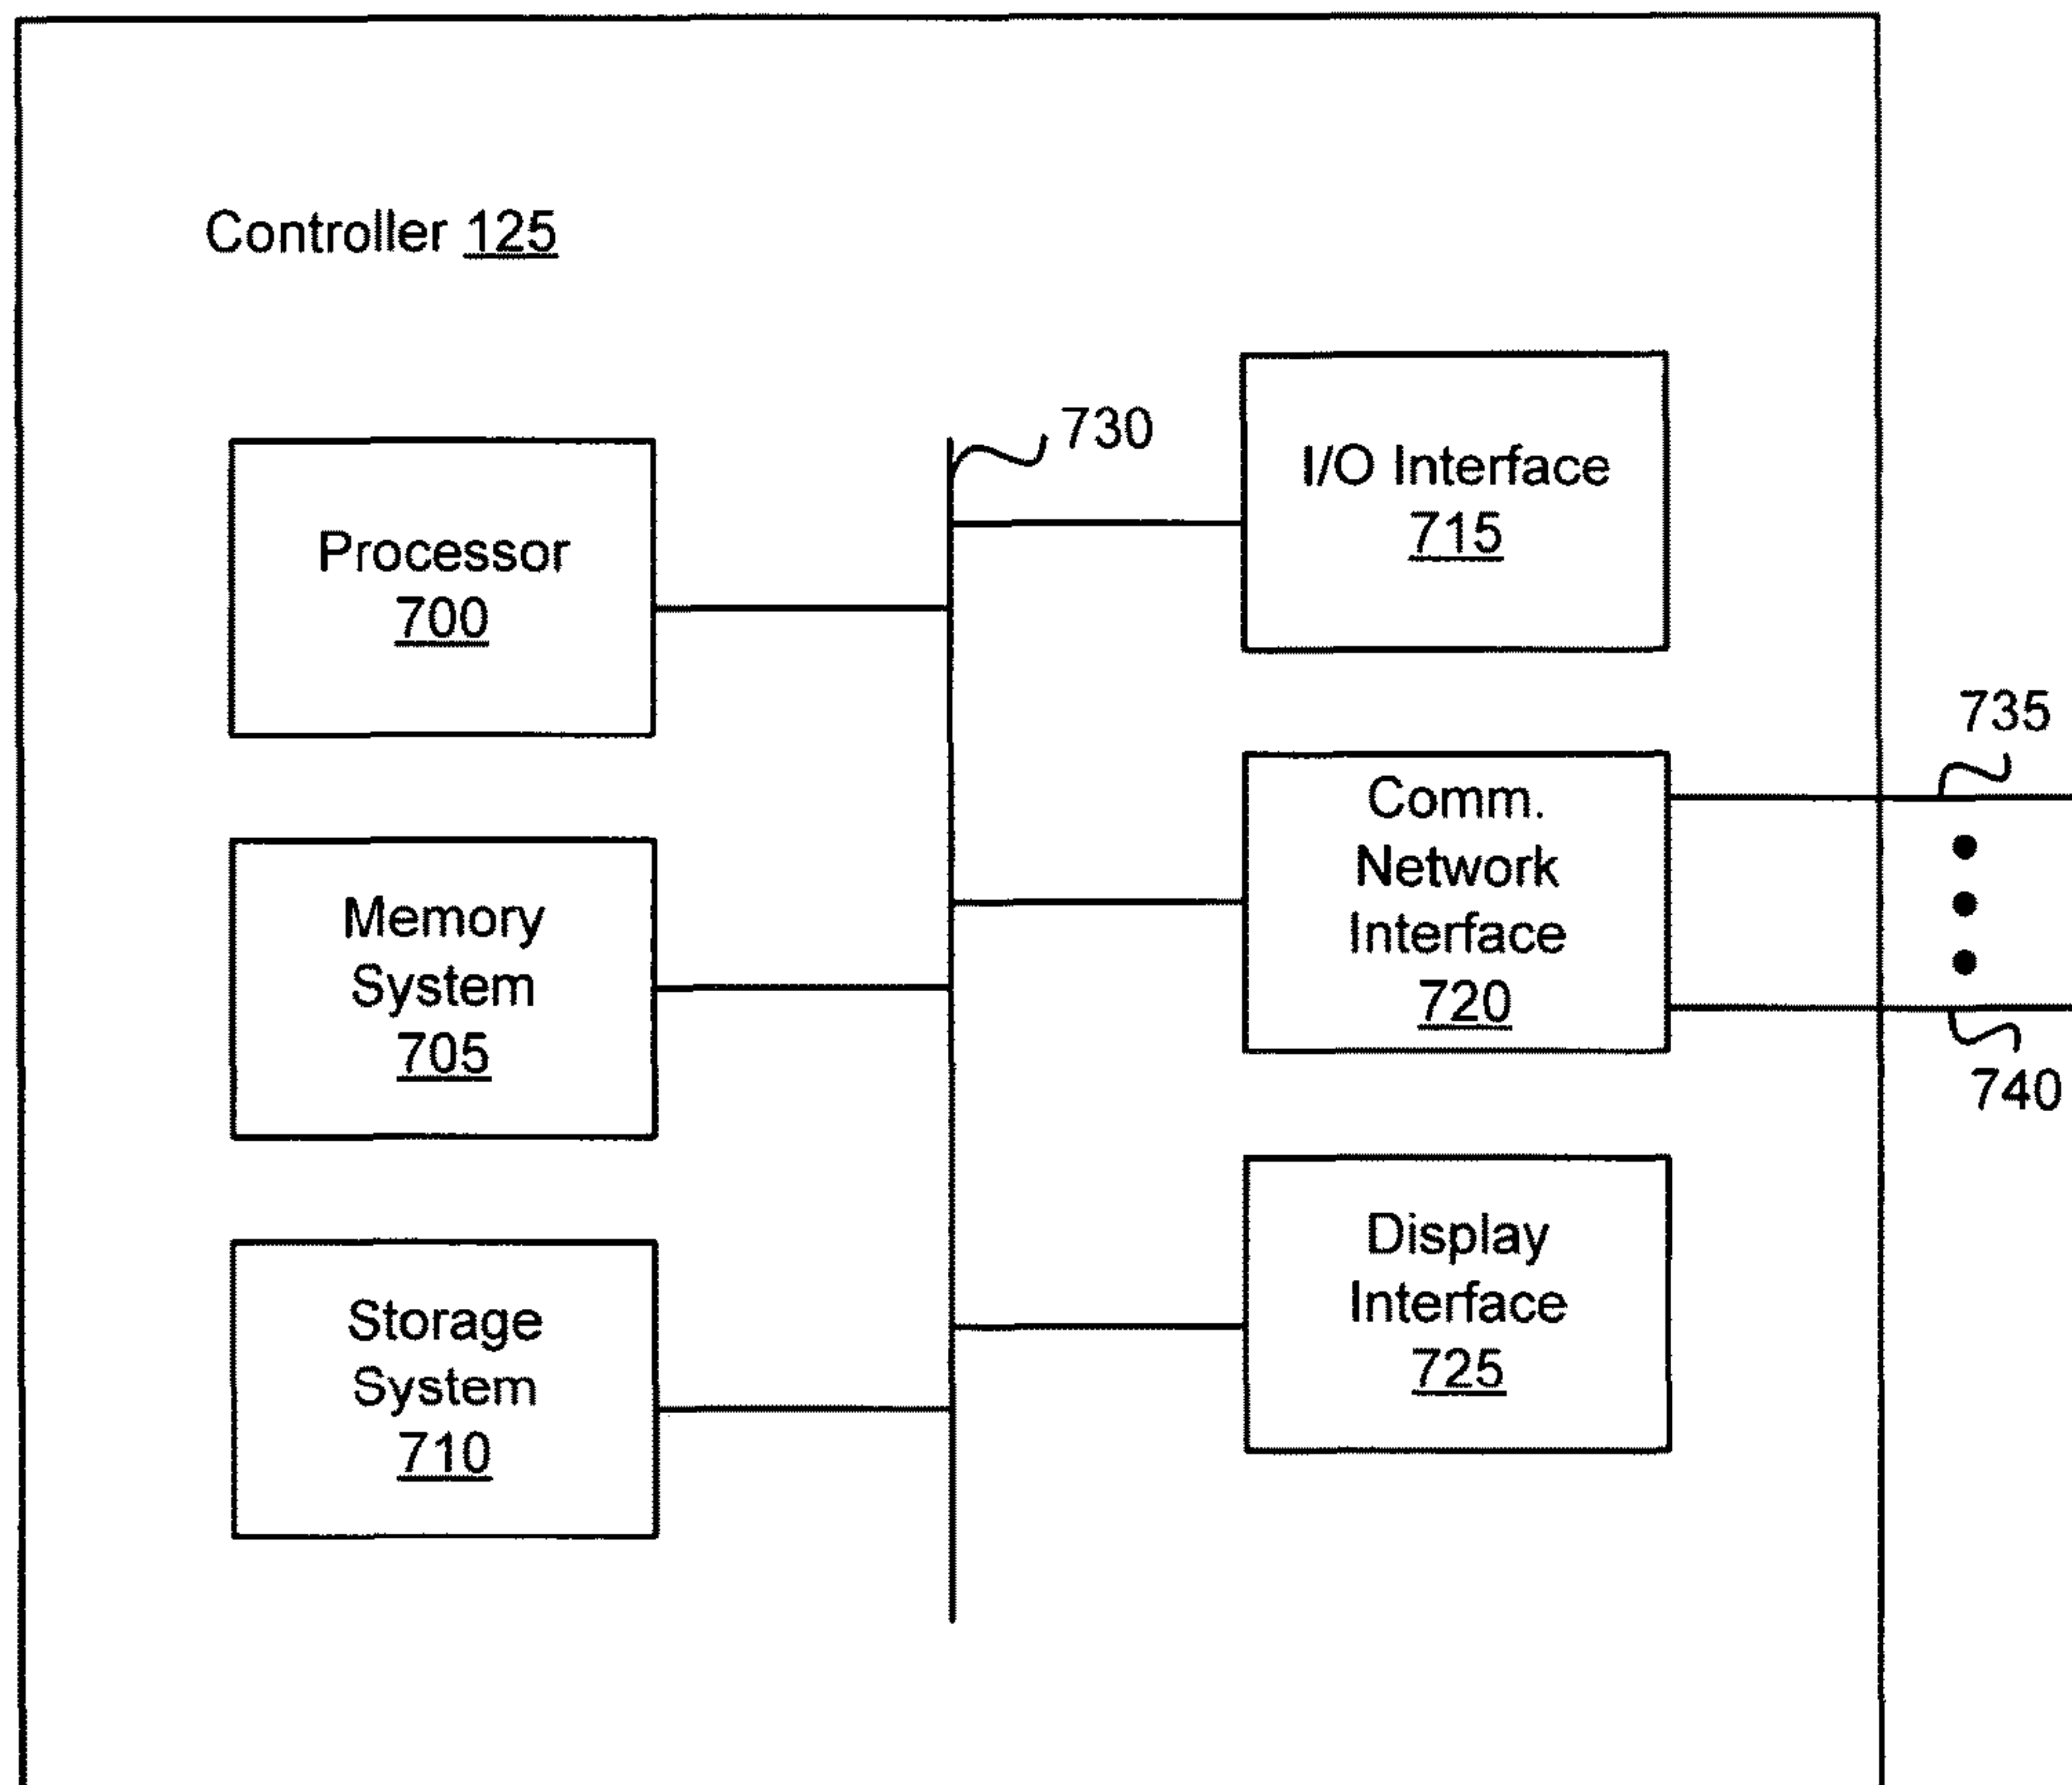 Controller 125
730
I/O Interface
715
Processor
700
735
Comm.
Network
Interface
720
Memory
System
705
740
Display
Interface
725
Storage
System
710